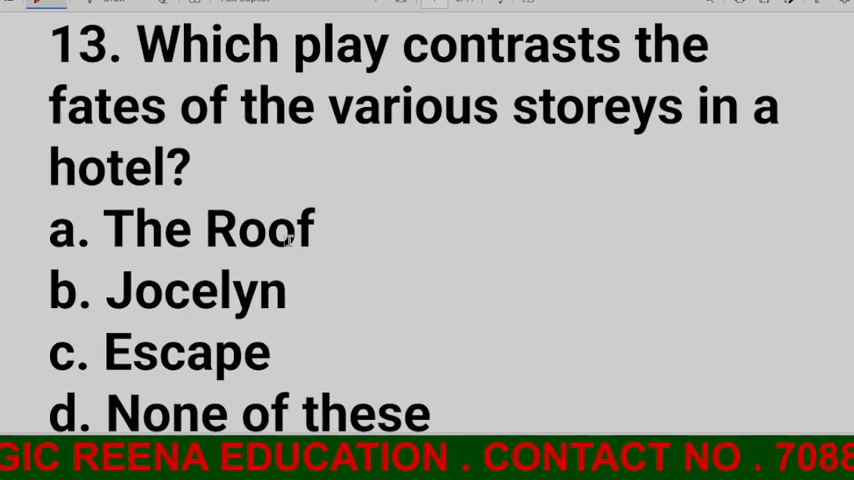 13. Which play contrasts the
fates of the various storeys in a
hotel?
a. The Roof
b. Jocelyn
c. Escape
d. None of these
GIC REENA EDUCATION . CONTACT NO . 7088